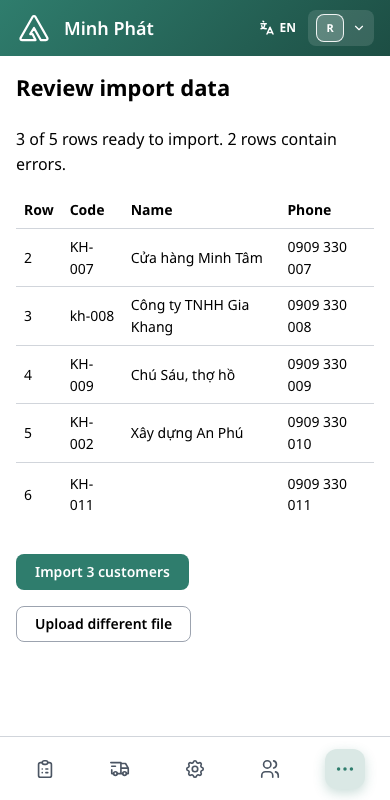 Minh Phát
EN
R
Review import data
3 of 5 rows ready to import. 2 rows contain
errors.
Row Code Name Phone
2 KH-007 Cửa hàng Minh Tâm 0909 330 007
3 kh-008 Công ty TNHH Gia Khang 0909 330 008
4 KH-009 Chú Sáu, thợ hồ 0909 330 009
5 KH-002 Xây dựng An Phú 0909 330 010
6 KH-011 0909 330 011
Import 3 customers
Upload different file